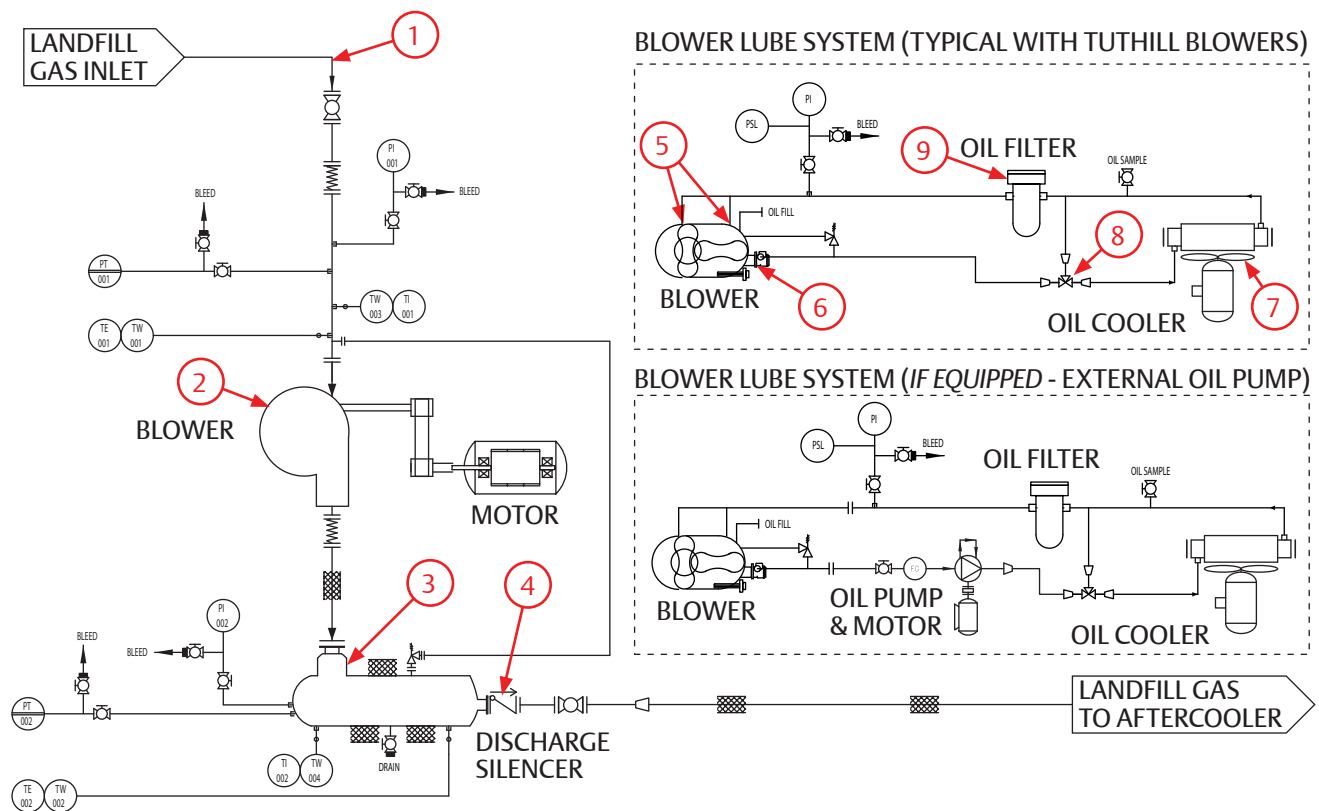 LANDFILL
GAS INLET
1
PI
001
BLEED
BLEED
PT
001
TW
003
TI
001
TE
001
TW
001
2
BLOWER
MOTOR
3
4
PI
002
BLEED
BLEED
PT
002
TI
002
TW
004
DRAIN
TE
002
TW
002
DISCHARGE
SILENCER
LANDFILL GAS
TO AFTERCOOLER
BLOWER LUBE SYSTEM (TYPICAL WITH TUTHILL BLOWERS)
PI
PSL
BLEED
5
9
OIL FILTER
OIL SAMPLE
OIL FILL
8
BLOWER
6
7
OIL COOLER
BLOWER LUBE SYSTEM (IF EQUIPPED - EXTERNAL OIL PUMP)
PI
PSL
BLEED
OIL FILTER
OIL SAMPLE
OIL FILL
FG
BLOWER
OIL PUMP
& MOTOR
OIL COOLER